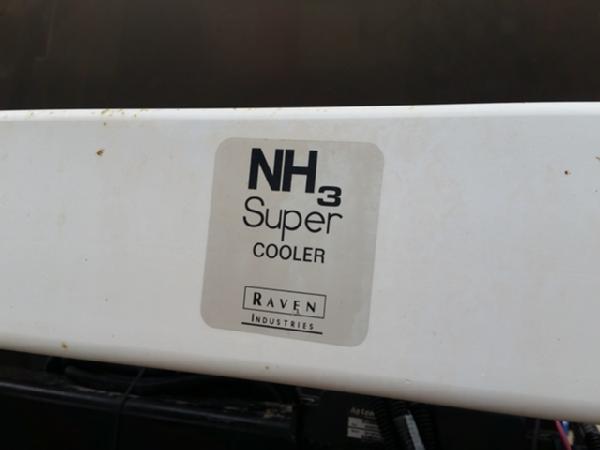 NH3
Super
COOLER
RAVEN
INDUSTRIES